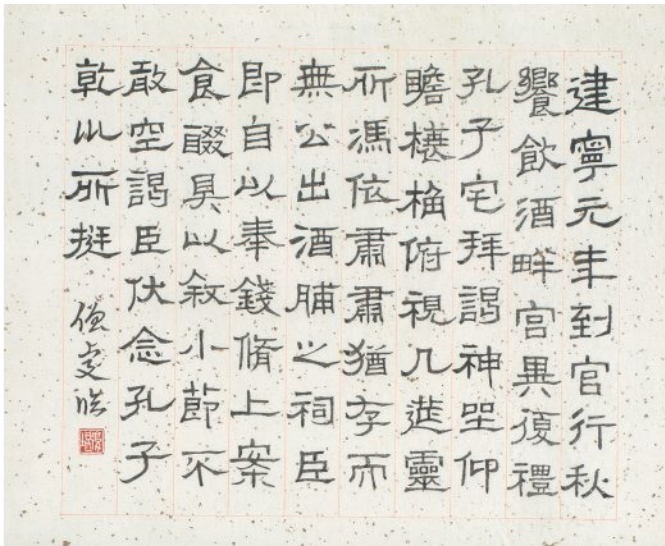 建寧元年到官行秋
饗飲酒畔宮畢復禮
孔子宅拜謁神坐仰
瞻榱桷俯視几筵靈
所馮依肅肅猶存而
無公出酒脯之祠臣
即自以奉錢脩上案
食醊具以敘小節不
敢空謁臣伏念孔子
乾巛所挺